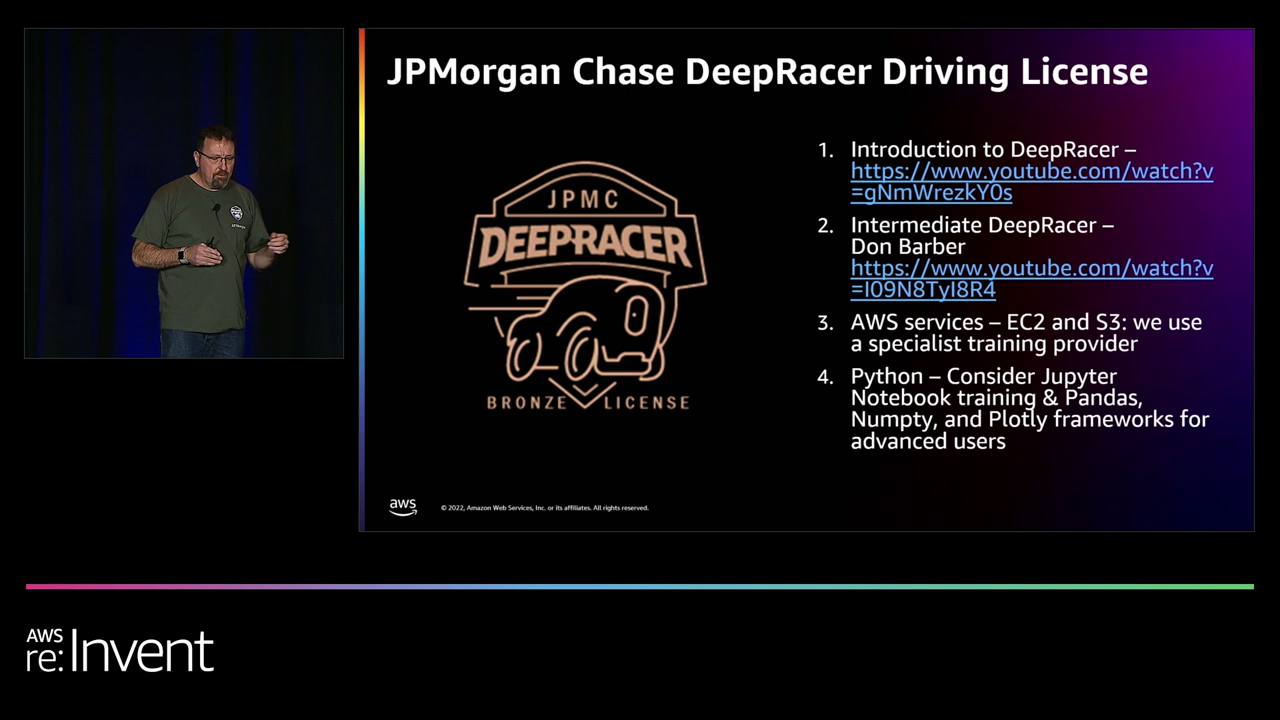 JPMorgan Chase DeepRacer Driving License
JPMC
DEEPRACER
BRONZE LICENSE
1. Introduction to DeepRacer –
https://www.youtube.com/watch?v
=gNmWrezkY0s
2. Intermediate DeepRacer –
Don Barber
https://www.youtube.com/watch?v
=I09N8TyI8R4
3. AWS services – EC2 and S3: we use
a specialist training provider
4. Python – Consider Jupyter
Notebook training & Pandas,
Numpty, and Plotly frameworks for
advanced users
aws
© 2022, Amazon Web Services, Inc. or its affiliates. All rights reserved.
AWS
re:Invent